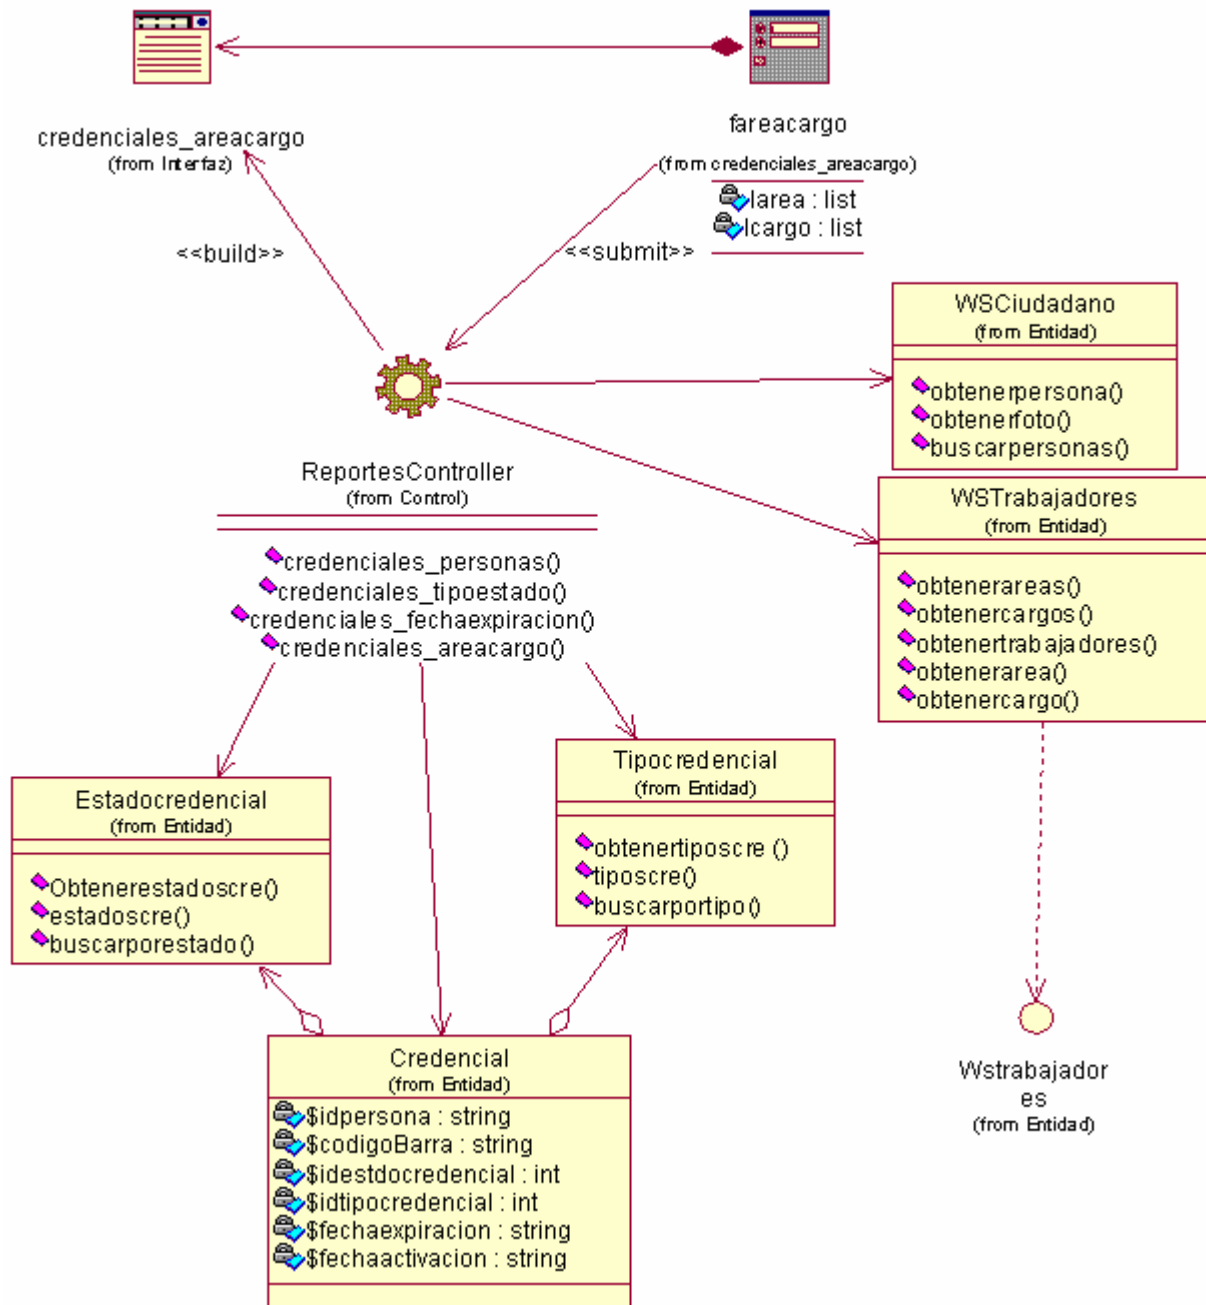 credenciales_areacargo
(from Interfaz)
fareacargo
(from credenciales_areacargo)
larea : list
lcargo : list
<<build>>
<<submit>>
WSCiudadano
(from Entidad)
obtenerpersona()
obtenerfoto()
buscarpersonas()
ReportesController
(from Control)
credenciales_personas()
credenciales_tipoestado()
credenciales_fechaexpiracion()
credenciales_areacargo()
WSTrabajadores
(from Entidad)
obtenerareas()
obtenercargos()
obtenertrabajadores()
obtenerarea()
obtenercargo()
Estadocredencial
(from Entidad)
Obtenerestadoscre()
estadoscre()
buscarporestado()
Tipocredencial
(from Entidad)
obtenertiposcre ()
tiposcre()
buscarportipo()
Credencial
(from Entidad)
$idpersona : string
$codigoBarra : string
$idestdocredencial : int
$idtipocredencial : int
$fechaexpiracion : string
$fechaactivacion : string
Wstrabajador
es
(from Entidad)